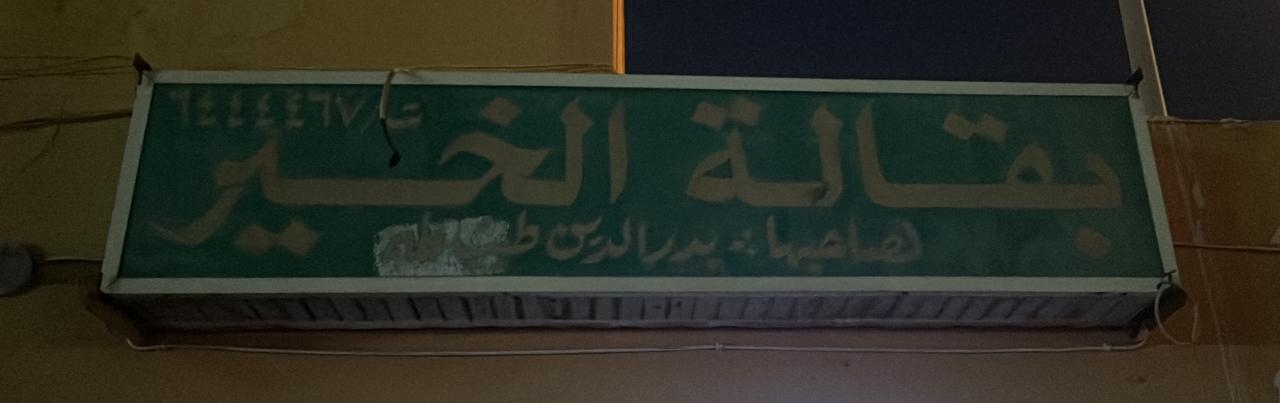 ت/٦٤٤٤٤٦٧
بقالة الخير
لصاحبها : بدر الدين